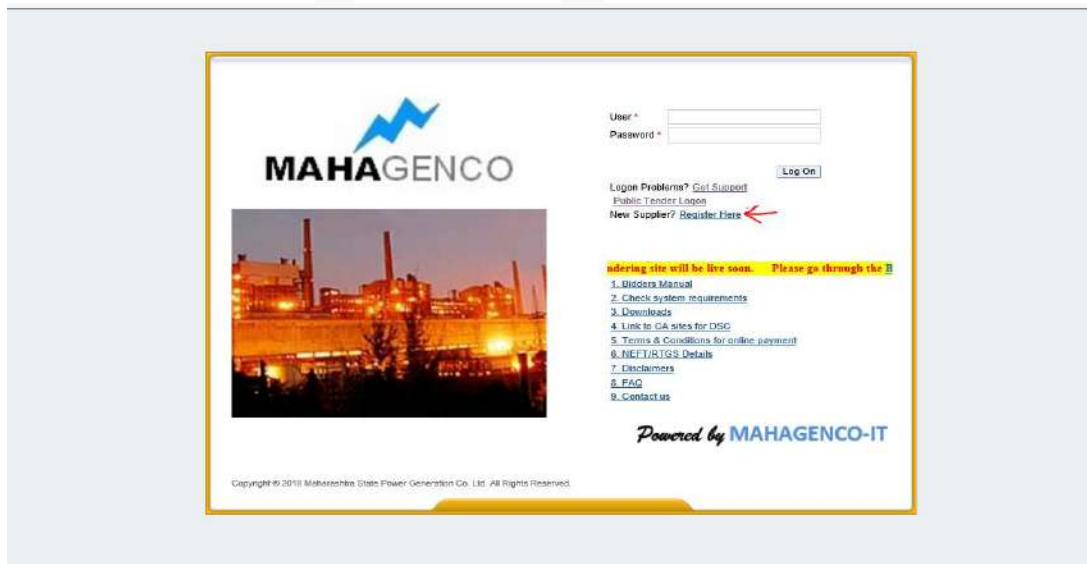 MAHAGENCO
User *
Password *
Log On
Logon Problems? Get Support
Public Tender Logon
New Supplier? Register Here
ndering site will be live soon. Please go through the B
1. Bidders Manual
2. Check system requirements
3. Downloads
4. Link to CA sites for DSC
5. Terms & Conditions for online payment
6. NEFT/RTGS Details
7. Disclaimers
8. FAQ
9. Contact us
Powered by MAHAGENCO-IT
Copyright © 2018 Maharashtra State Power Generation Co. Ltd. All Rights Reserved.